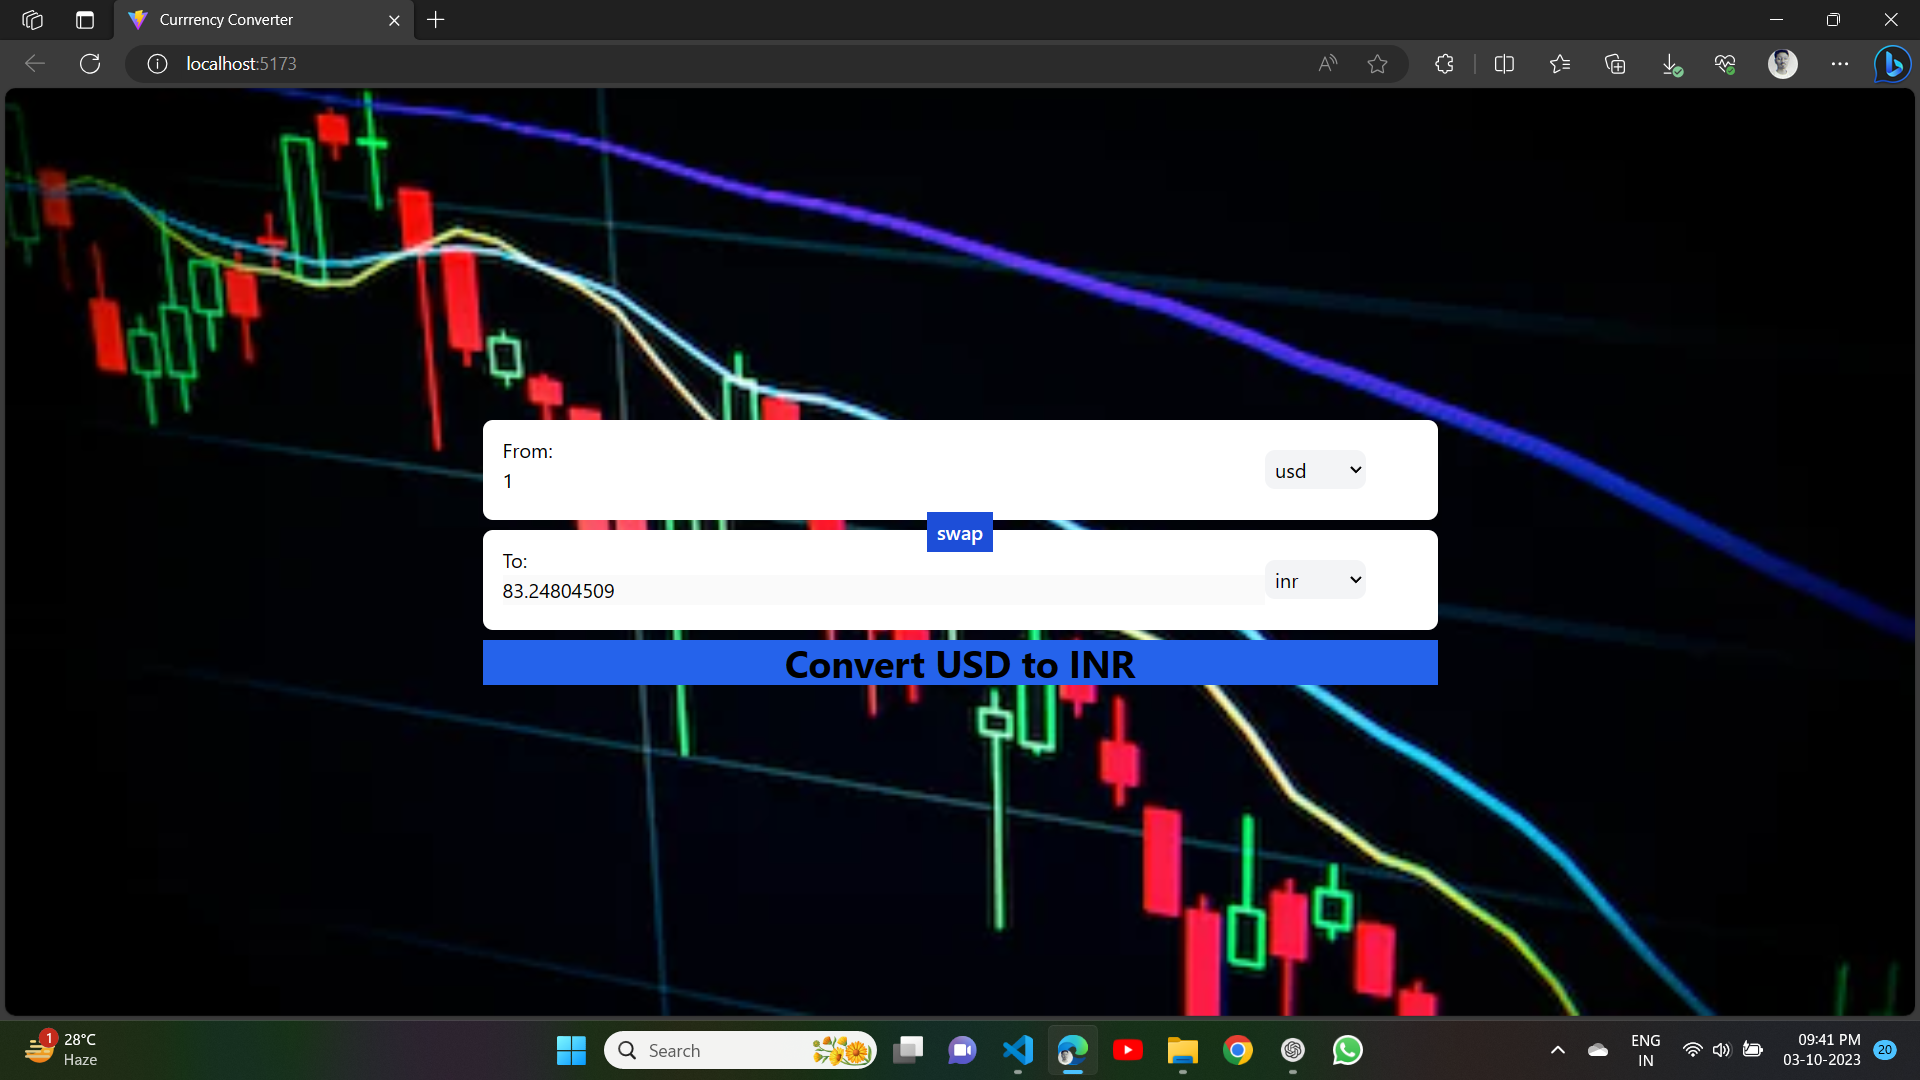 Currrency Converter
localhost:5173
From:
1
usd
swap
To:
83.24804509
inr
Convert USD to INR
1
28°C
Haze
Search
ENG
IN
09:41 PM
03-10-2023
20